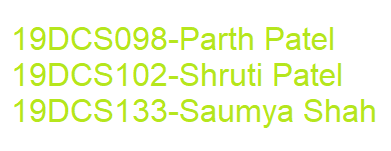 19DCS098-Parth Patel
19DCS102-Shruti Patel
19DCS133-Saumya Shah